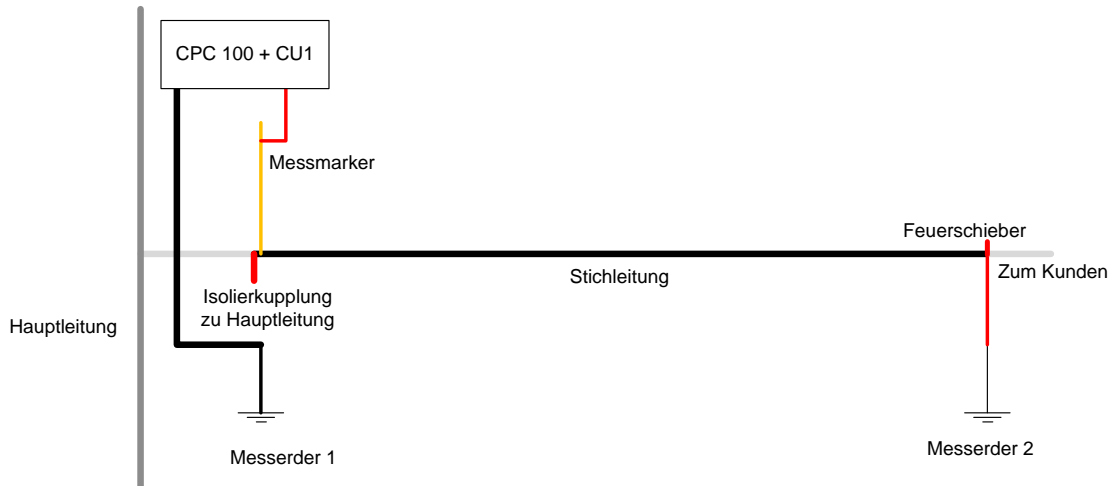 CPC 100 + CU1
Messmarker
Feuerschieber
Zum Kunden
Stichleitung
Isolierkupplung
zu Hauptleitung
Hauptleitung
Messerder 1
Messerder 2